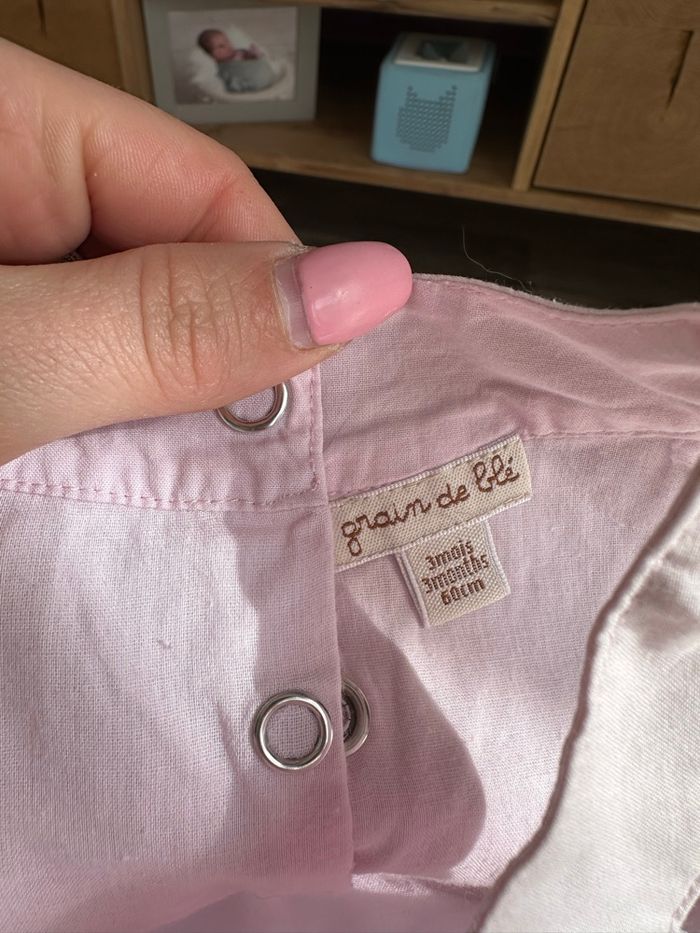 grain de blé
3mois
3months
60cm